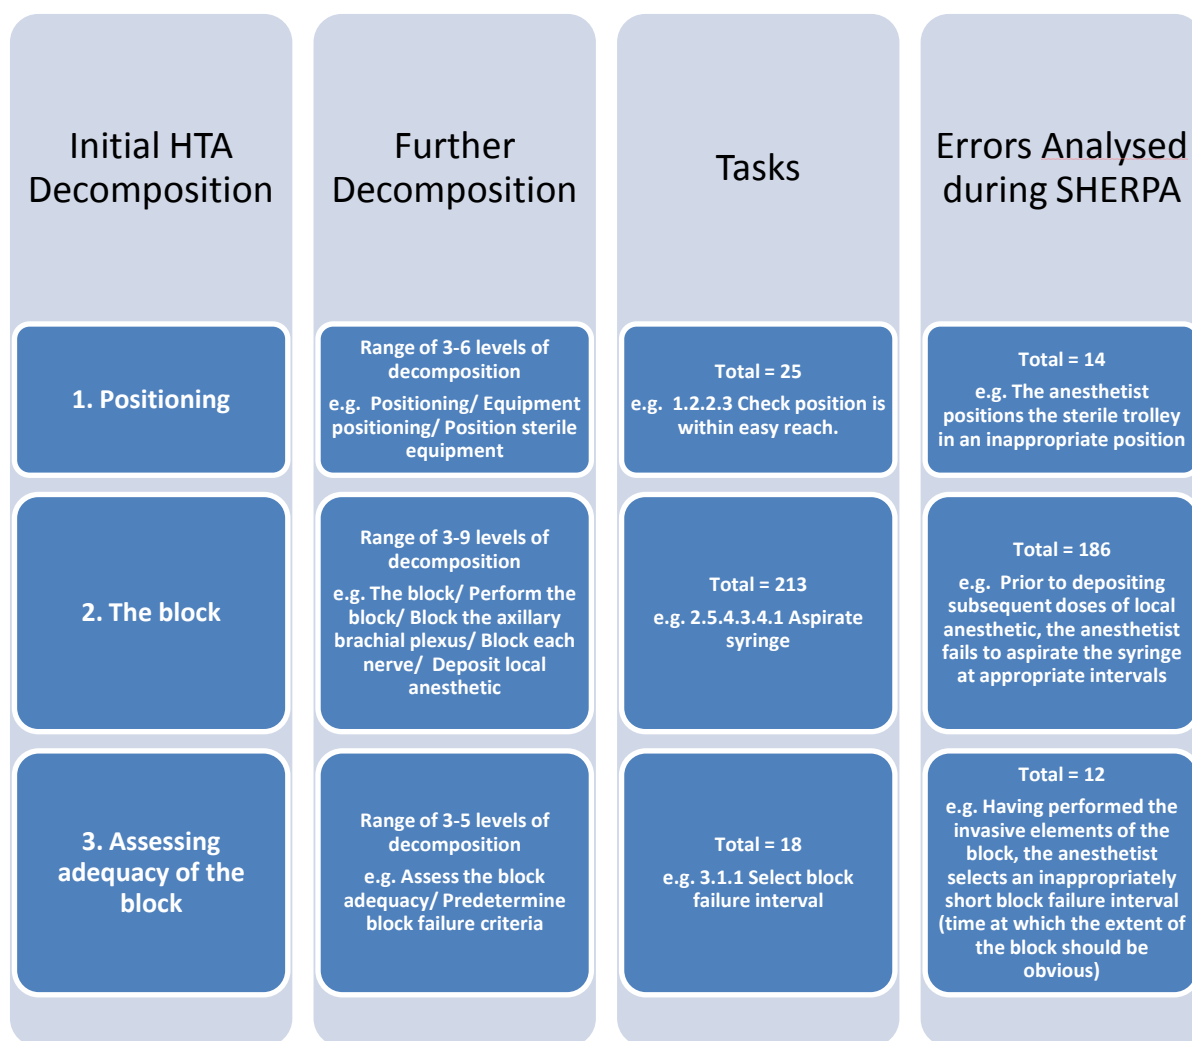 Initial HTA
Decomposition
Further
Decomposition
Tasks
Errors Analysed
during SHERPA
1. Positioning
Range of 3-6 levels of
decomposition
e.g. Positioning/ Equipment
positioning/ Position sterile
equipment
Total = 25
e.g. 1.2.2.3 Check position is
within easy reach.
Total = 14
e.g. The anesthetist
positions the sterile trolley
in an inappropriate position
2. The block
Range of 3-9 levels of
decomposition
e.g. The block/ Perform the
block/ Block the axillary
brachial plexus/ Block each
nerve/ Deposit local
anesthetic
Total = 213
e.g. 2.5.4.3.4.1 Aspirate
syringe
Total = 186
e.g. Prior to depositing
subsequent doses of local
anesthetic, the anesthetist
fails to aspirate the syringe
at appropriate intervals
3. Assessing
adequacy of the
block
Range of 3-5 levels of
decomposition
e.g. Assess the block
adequacy/ Predetermine
block failure criteria
Total = 18
e.g. 3.1.1 Select block
failure interval
Total = 12
e.g. Having performed the
invasive elements of the
block, the anesthetist
selects an inappropriately
short block failure interval
(time at which the extent of
the block should be
obvious)